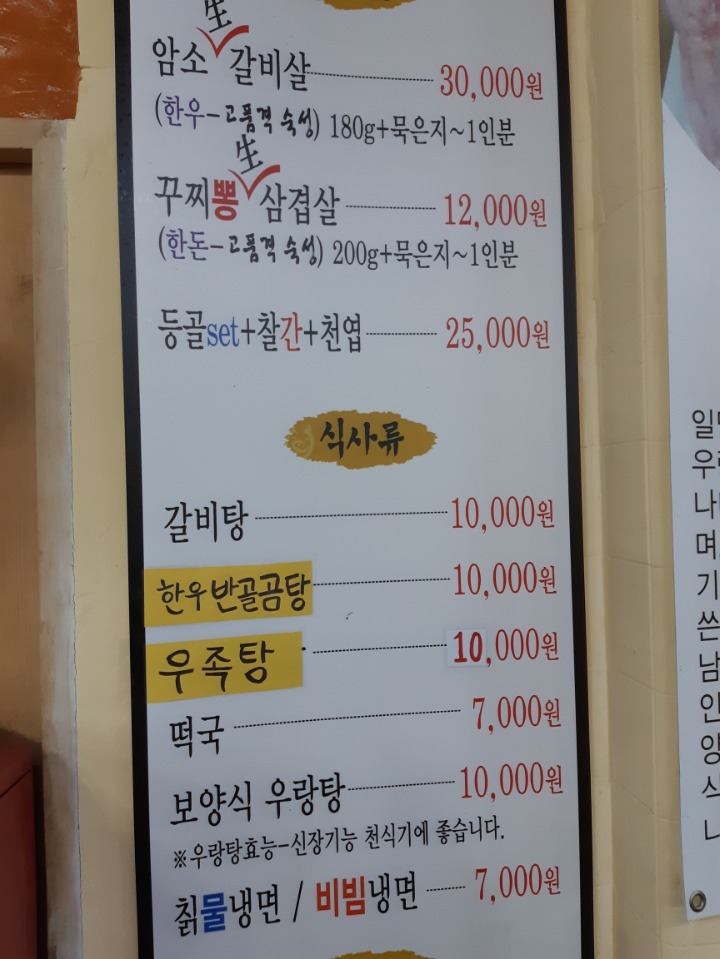 生
암소 갈비살 30,000원
(한우-고품격 숙성) 180g+묵은지~1인분
生
꾸찌뽕 삼겹살 12,000원
(한돈-고품격 숙성) 200g+묵은지~1인분
등골set+찰간+천엽 25,000원
식사류
갈비탕 10,000원
한우반골곰탕 10,000원
우족탕 10,000원
떡국 7,000원
보양식 우랑탕 10,000원
※우랑탕효능-신장기능 천식기에 좋습니다.
칡물냉면 / 비빔냉면 7,000원